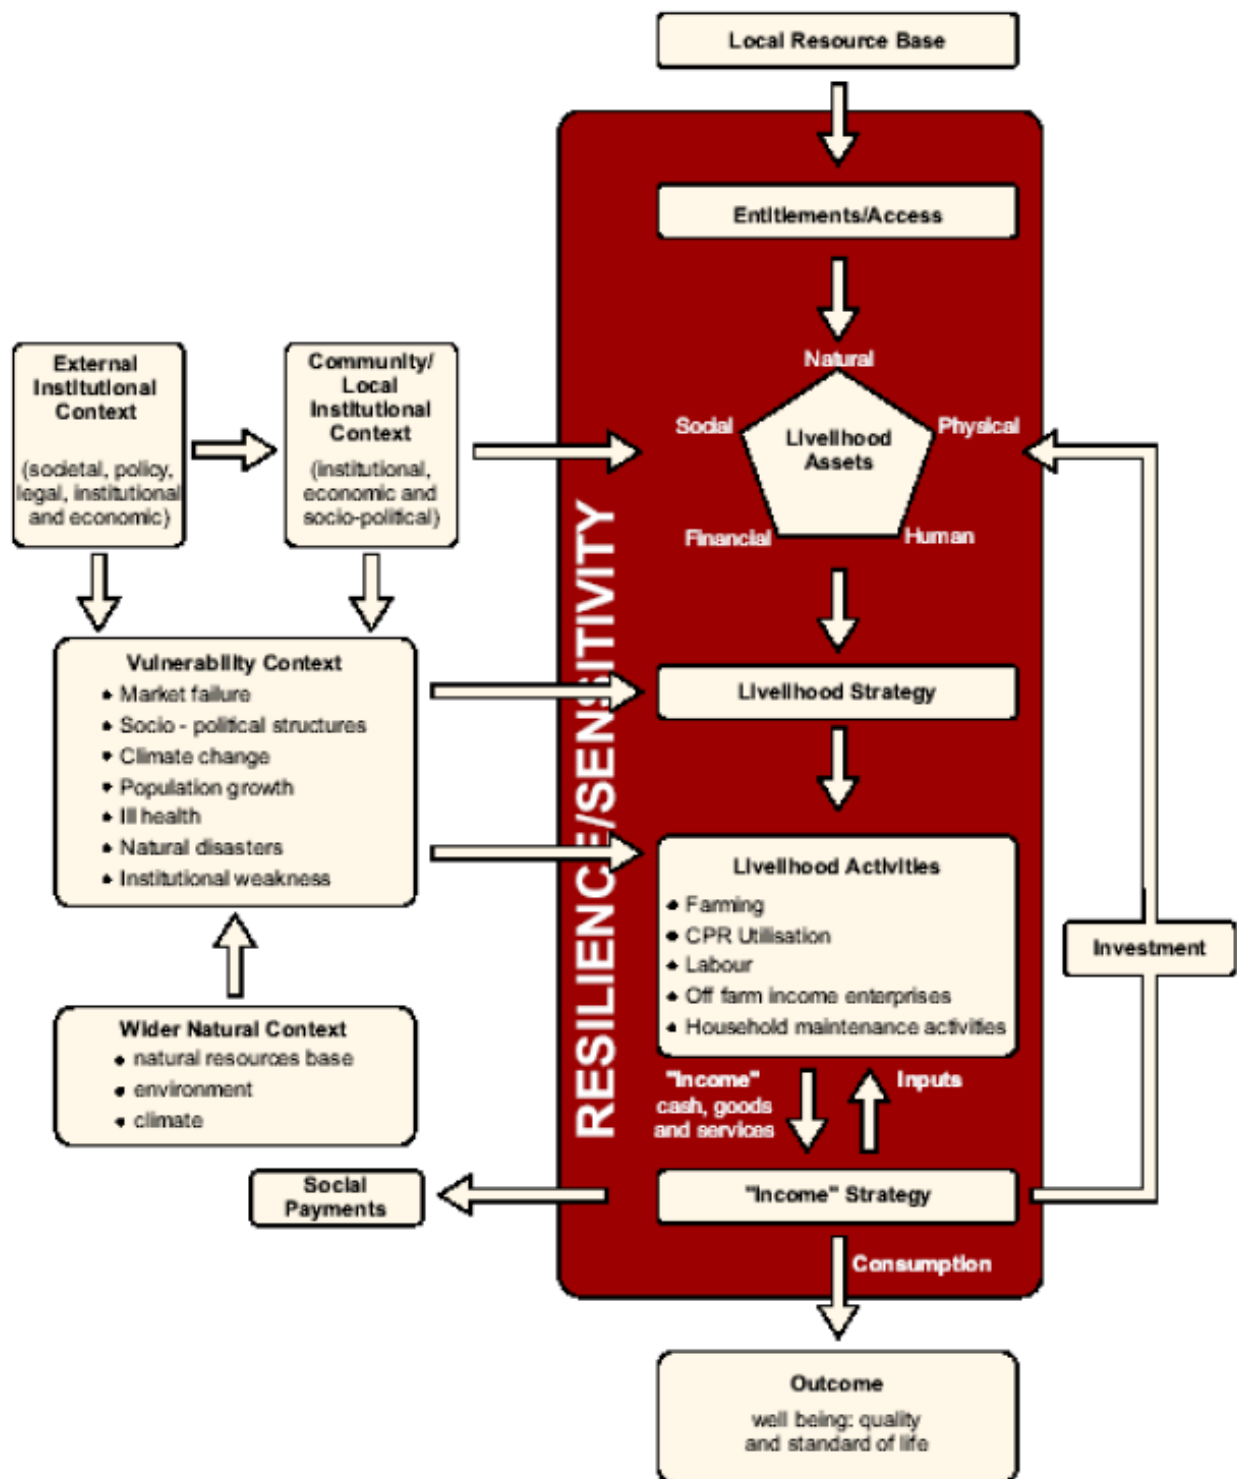 Local Resource Base
Entitlements/Access
Natural
Social
Physical
Livelihood
Assets
Financial
Human
External
Institutional
Context
(societal, policy,
legal, institutional
and economic)
Community/
Local
Institutional
Context
(institutional,
economic and
socio-political)
RESILIENCE/SENSITIVITY
Vulnerability Context
• Market failure
• Socio - political structures
• Climate change
• Population growth
• Ill health
• Natural disasters
• Institutional weakness
Livelihood Strategy
Livelihood Activities
• Farming
• CPR Utilisation
• Labour
• Off farm income enterprises
• Household maintenance activities
Investment
Wider Natural Context
• natural resources base
• environment
• climate
"Income"
cash, goods
and services
Inputs
Social
Payments
"Income" Strategy
Consumption
Outcome
well being: quality
and standard of life